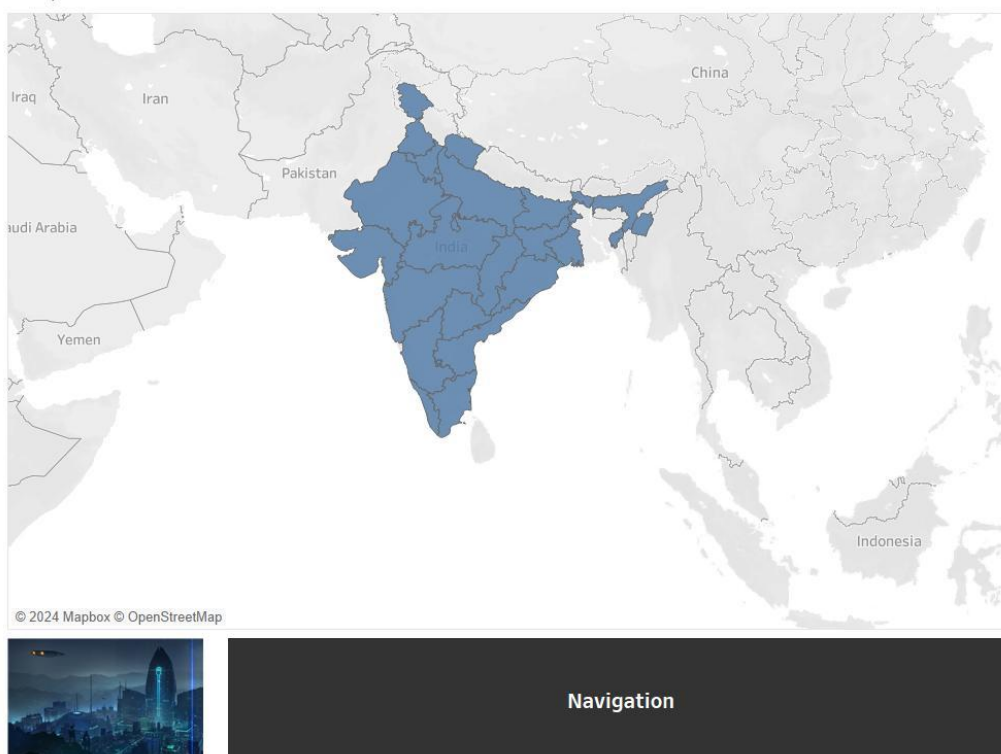 China
Iraq
Iran
Pakistan
udi Arabia
India
Yemen
Indonesia
© 2024 Mapbox © OpenStreetMap
Navigation